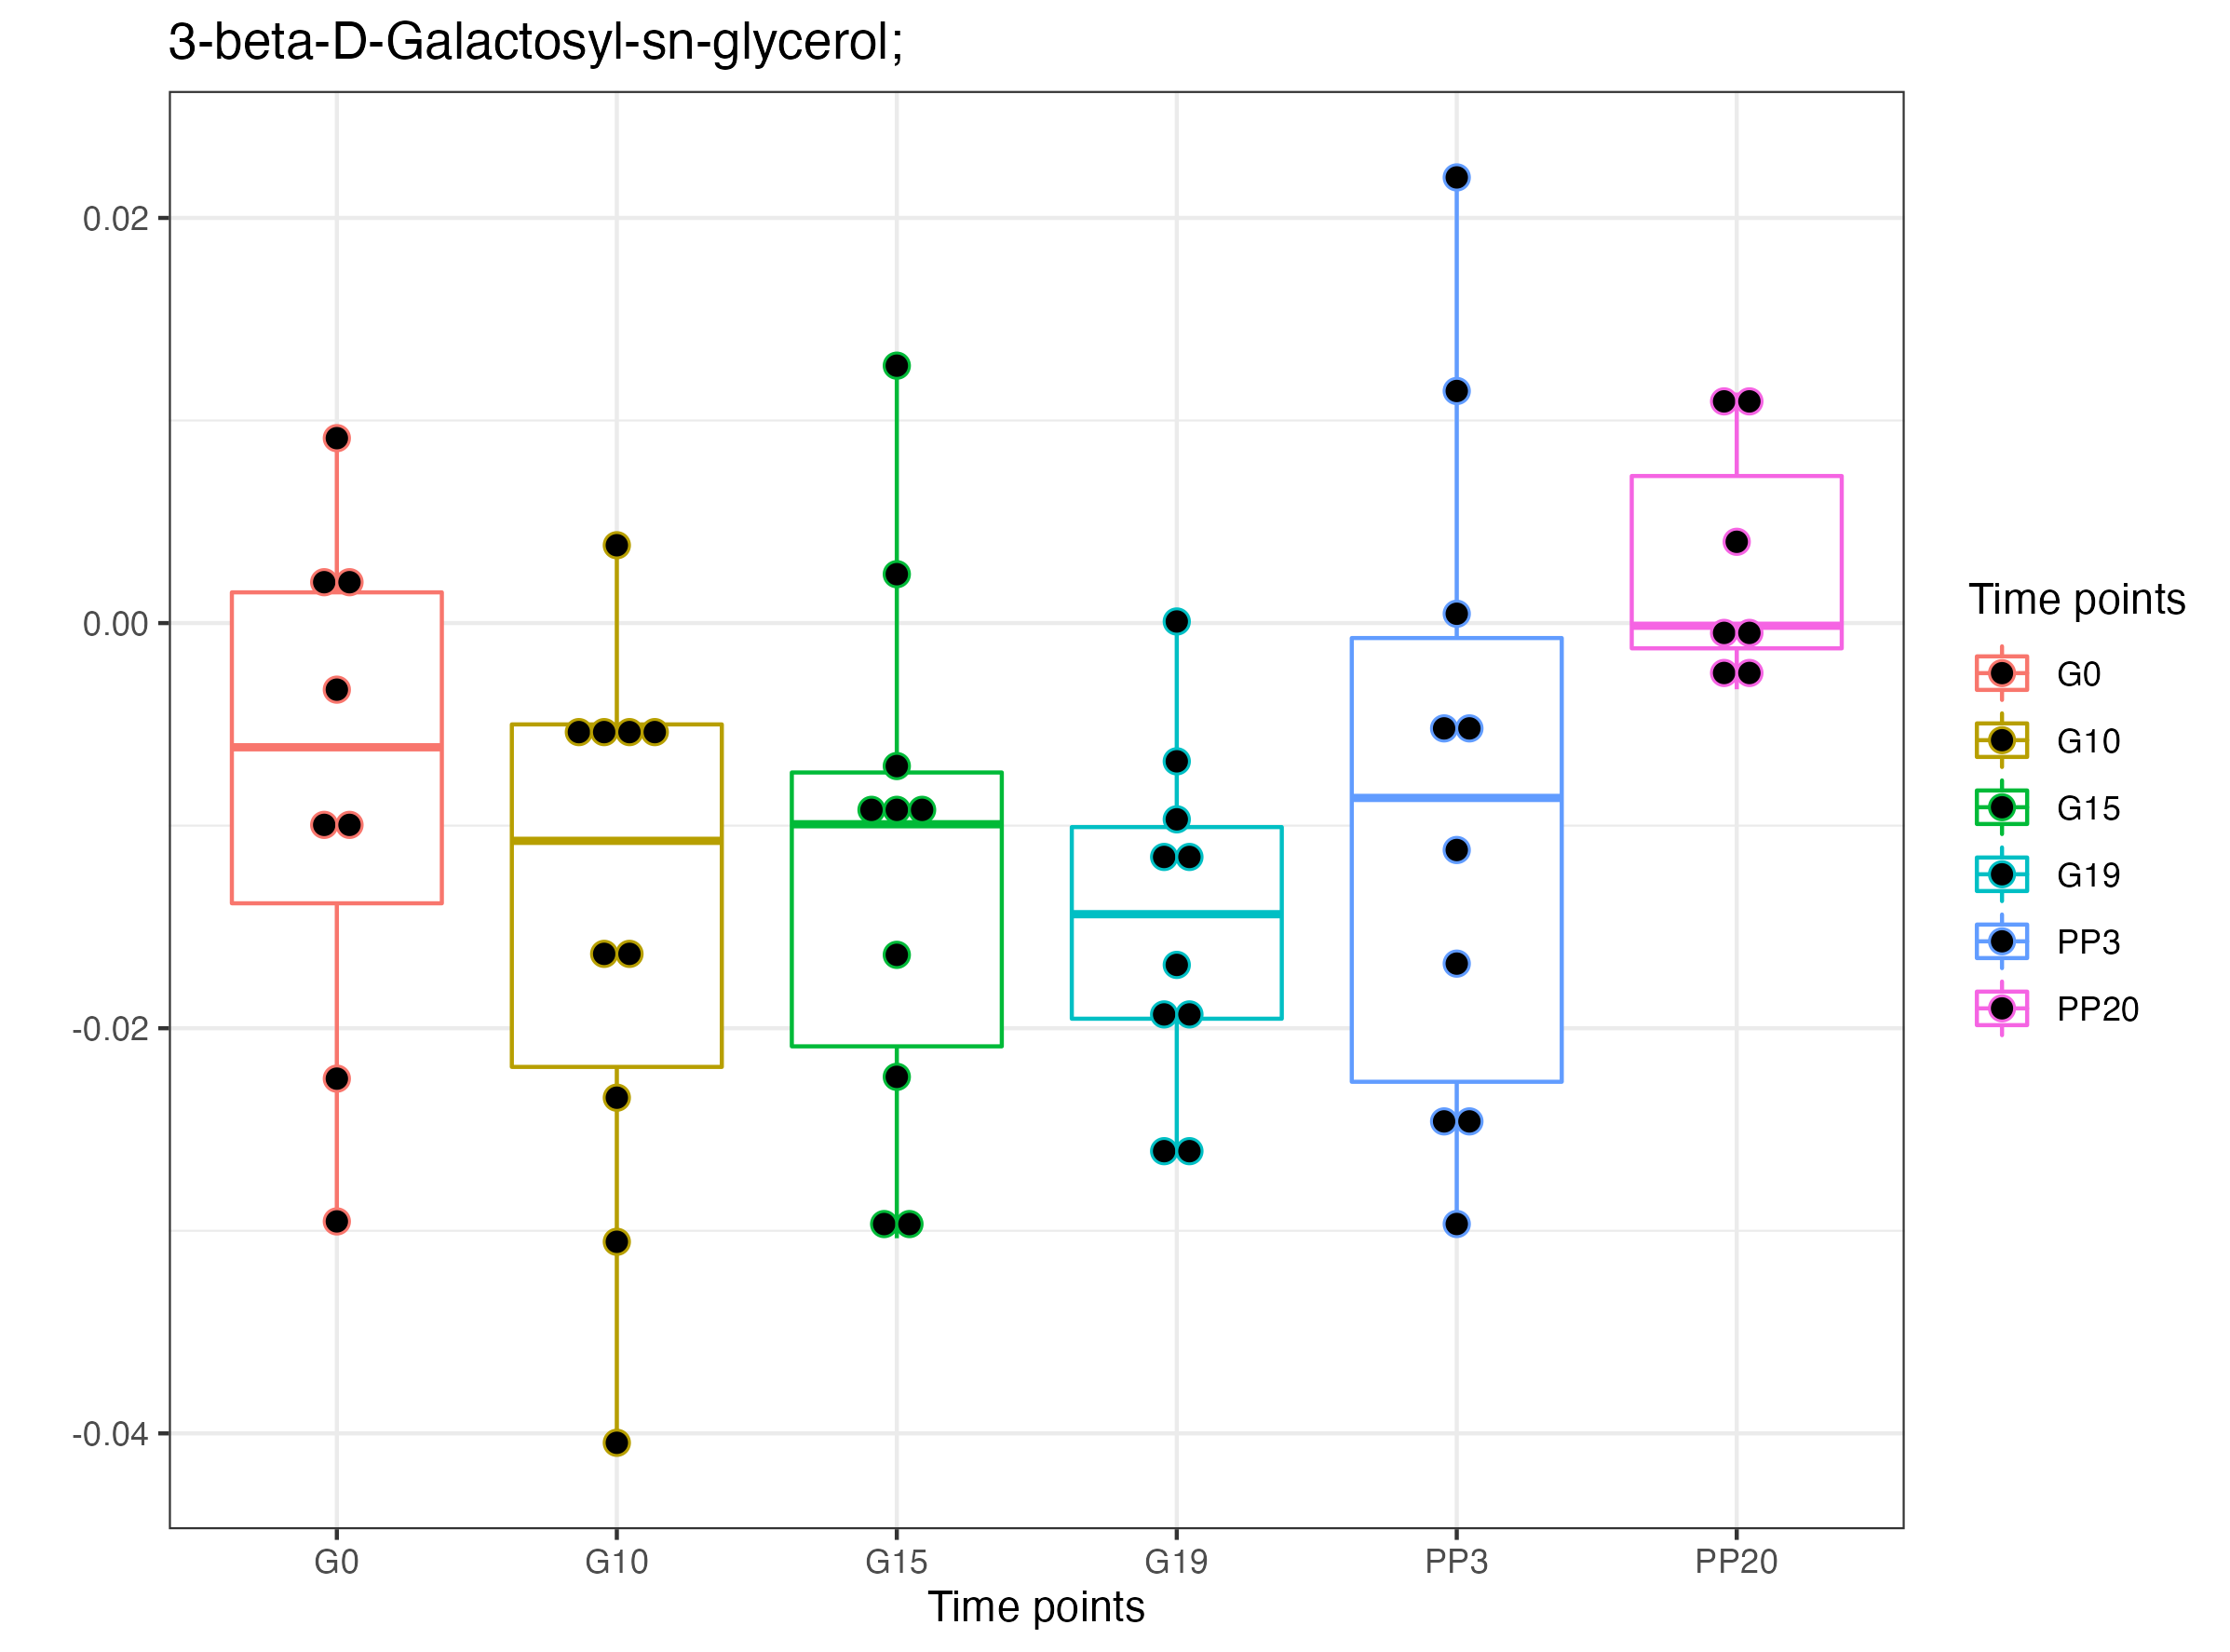 3-beta-D-Galactosyl-sn-glycerol;
0.02
0.00
-0.02
-0.04
G0 G10 G15 G19 PP3 PP20
Time points
Time points
G0
G10
G15
G19
PP3
PP20